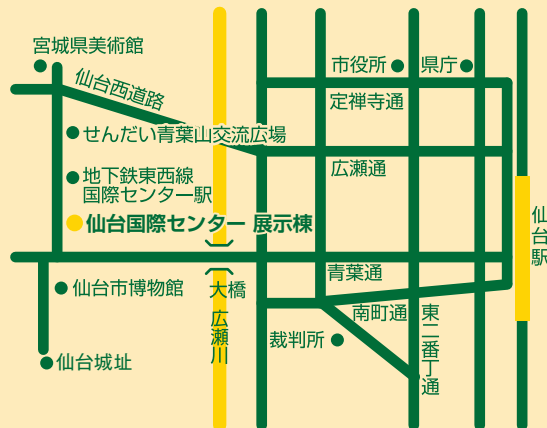 宮城県美術館
仙台西道路
市役所
県庁
定禅寺通
せんだい青葉山交流広場
広瀬通
地下鉄東西線
国際センター駅
仙台国際センター 展示棟
仙台駅
青葉通
仙台市博物館
大橋
広瀬川
南町通
東二番丁通
裁判所
仙台城址